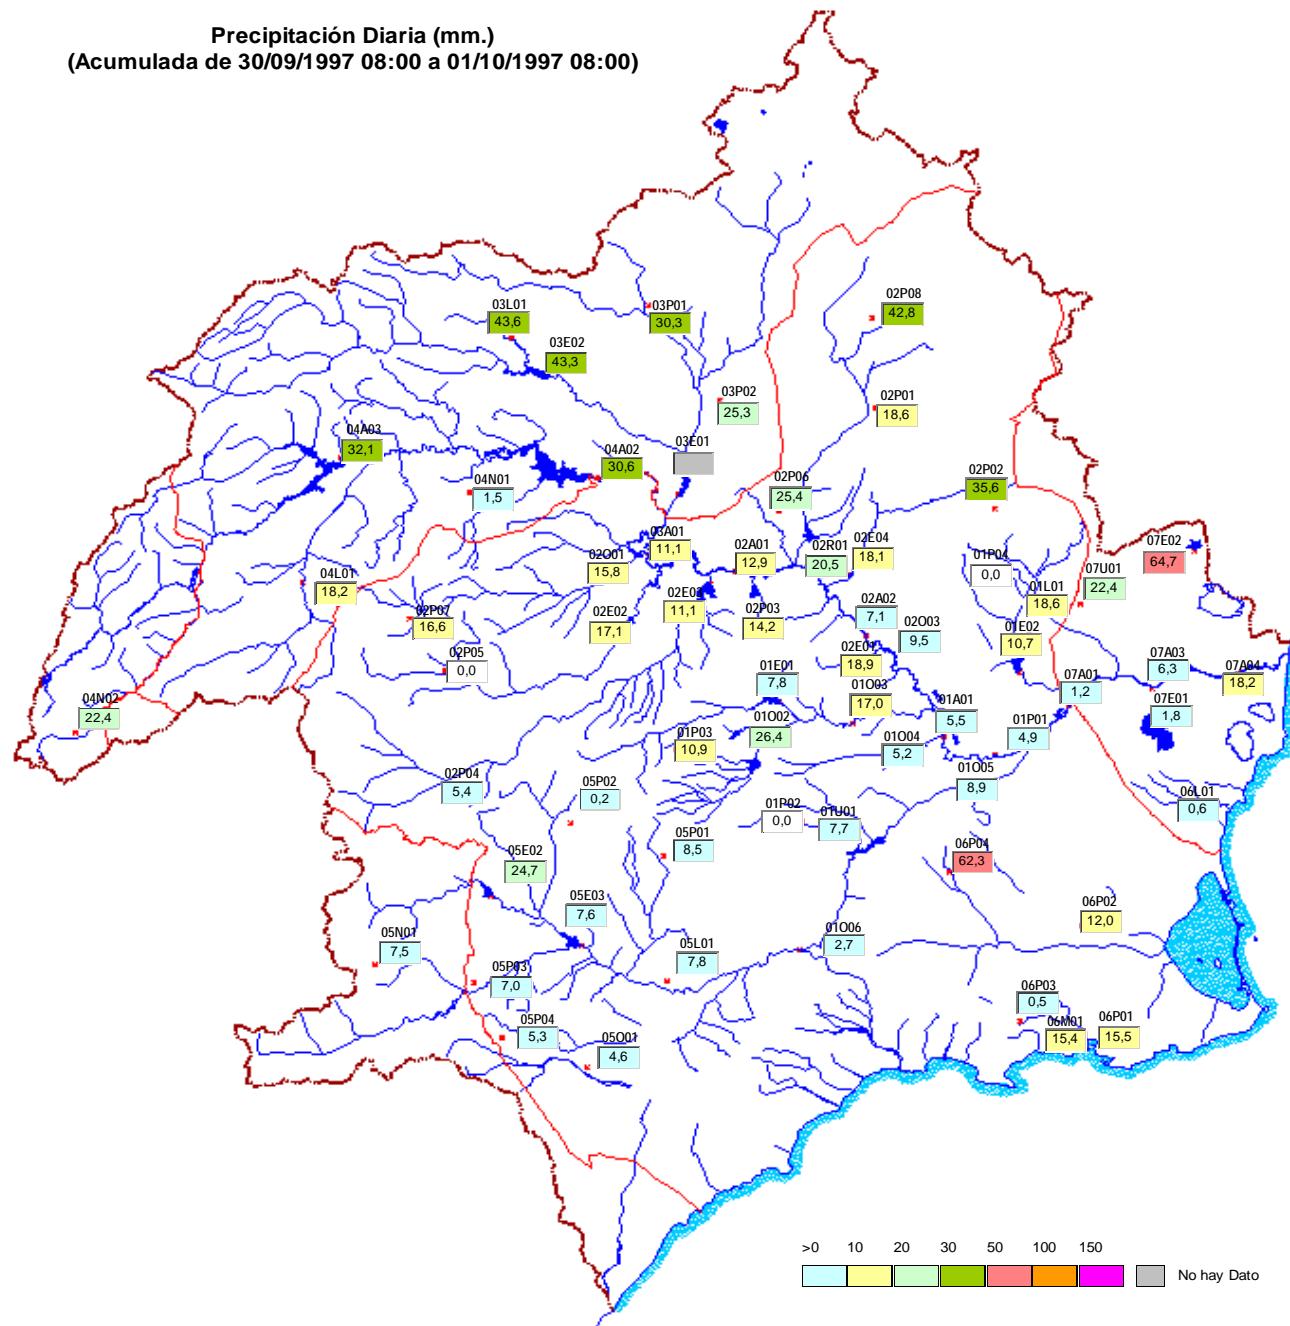 Precipitación Diaria (mm.)
(Acumulada de 30/09/1997 08:00 a 01/10/1997 08:00)
03L01
43,6
03P01
30,3
02P08
42,8
03E02
43,3
03P02
25,3
02P01
18,6
04A03
32,1
04A02
30,6
03E01
04N01
1,5
02P06
25,4
02P02
35,6
03A01
11,1
02O01
15,8
02A01
12,9
02R01
20,5
02E04
18,1
01P04
0,0
07E02
64,7
07U01
22,4
04L01
18,2
01L01
18,6
02P07
16,6
02E02
17,1
02E03
11,1
02P03
14,2
02A02
7,1
02O03
9,5
01E02
10,7
02P05
0,0
02E01
18,9
01E01
7,8
01O03
17,0
07A03
6,3
07A04
18,2
07A01
1,2
07E01
1,8
04N02
22,4
01A01
5,5
01P01
4,9
01O02
26,4
01P03
10,9
01O04
5,2
02P04
5,4
05P02
0,2
01O05
8,9
06L01
0,6
01P02
0,0
01U01
7,7
05P01
8,5
06P04
62,3
05E02
24,7
05E03
7,6
06P02
12,0
05N01
7,5
05L01
7,8
01O06
2,7
05P03
7,0
06P03
0,5
05P04
5,3
05O01
4,6
06M01
15,4
06P01
15,5
>0 10 20 30 50 100 150
No hay Dato